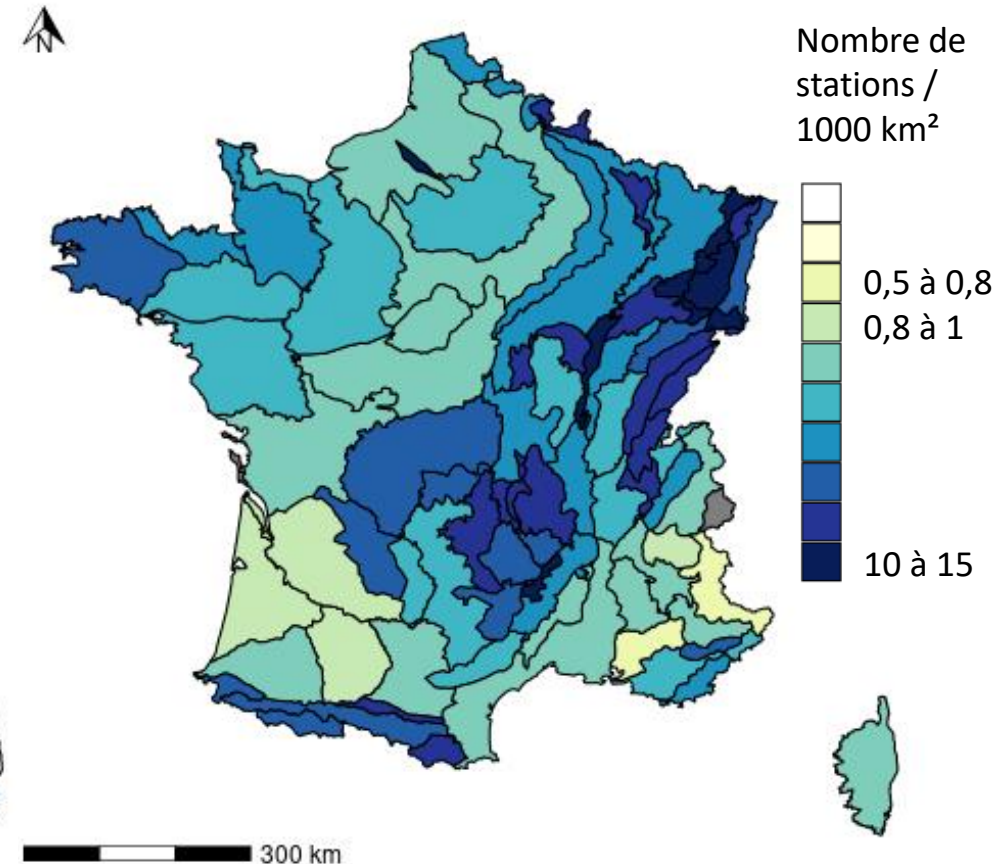 N
Nombre de
stations /
1000 km²
0,5 à 0,8
0,8 à 1
10 à 15
300 km